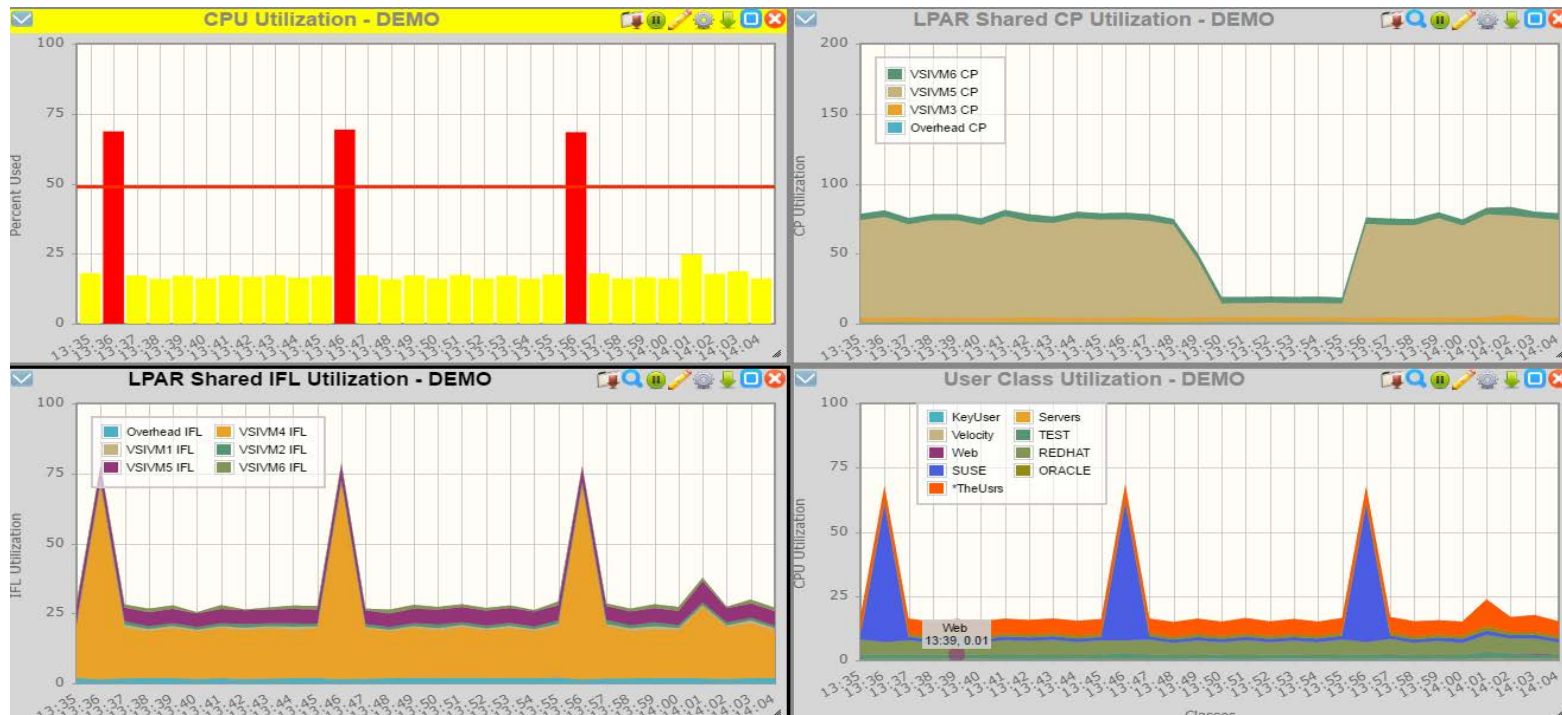 CPU Utilization - DEMO
100
75
50
25
0
Percent Used
13:35 13:36 13:37 13:38 13:39 13:40 13:41 13:42 13:43 13:44 13:45 13:46 13:47 13:48 13:49 13:50 13:51 13:52 13:53 13:54 13:55 13:56 13:57 13:58 13:59 14:00 14:01 14:02 14:03 14:04
LPAR Shared CP Utilization - DEMO
200
150
100
50
0
CP Utilization
VSIVM6 CP
VSIVM5 CP
VSIVM3 CP
Overhead CP
13:35 13:36 13:37 13:38 13:39 13:40 13:41 13:42 13:43 13:44 13:45 13:46 13:47 13:48 13:49 13:50 13:51 13:52 13:53 13:54 13:55 13:56 13:57 13:58 13:59 14:00 14:01 14:02 14:03 14:04
LPAR Shared IFL Utilization - DEMO
100
75
50
25
0
IFL Utilization
Overhead IFL VSIVM4 IFL
VSIVM1 IFL VSIVM2 IFL
VSIVM5 IFL VSIVM6 IFL
13:35 13:36 13:37 13:38 13:39 13:40 13:41 13:42 13:43 13:44 13:45 13:46 13:47 13:48 13:49 13:50 13:51 13:52 13:53 13:54 13:55 13:56 13:57 13:58 13:59 14:00 14:01 14:02 14:03 14:04
User Class Utilization - DEMO
100
75
50
25
0
CPU Utilization
KeyUser Servers
Velocity TEST
Web REDHAT
SUSE ORACLE
*TheUsrs
Web
13:39, 0.01
13:35 13:36 13:37 13:38 13:39 13:40 13:41 13:42 13:43 13:44 13:45 13:46 13:47 13:48 13:49 13:50 13:51 13:52 13:53 13:54 13:55 13:56 13:57 13:58 13:59 14:00 14:01 14:02 14:03 14:04